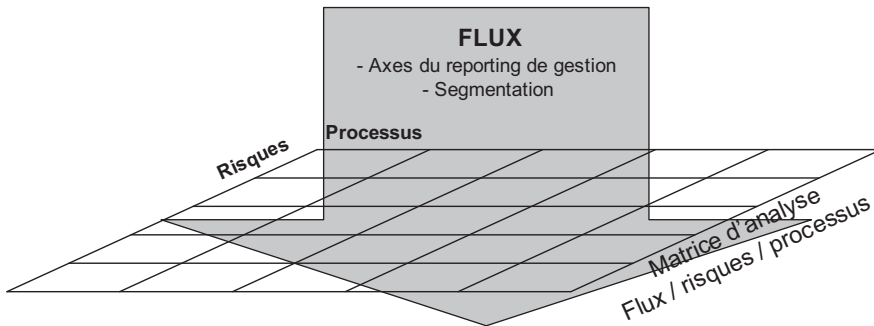 FLUX
- Axes du reporting de gestion
- Segmentation
Processus
Risques
Matrice d'analyse
Flux / risques / processus